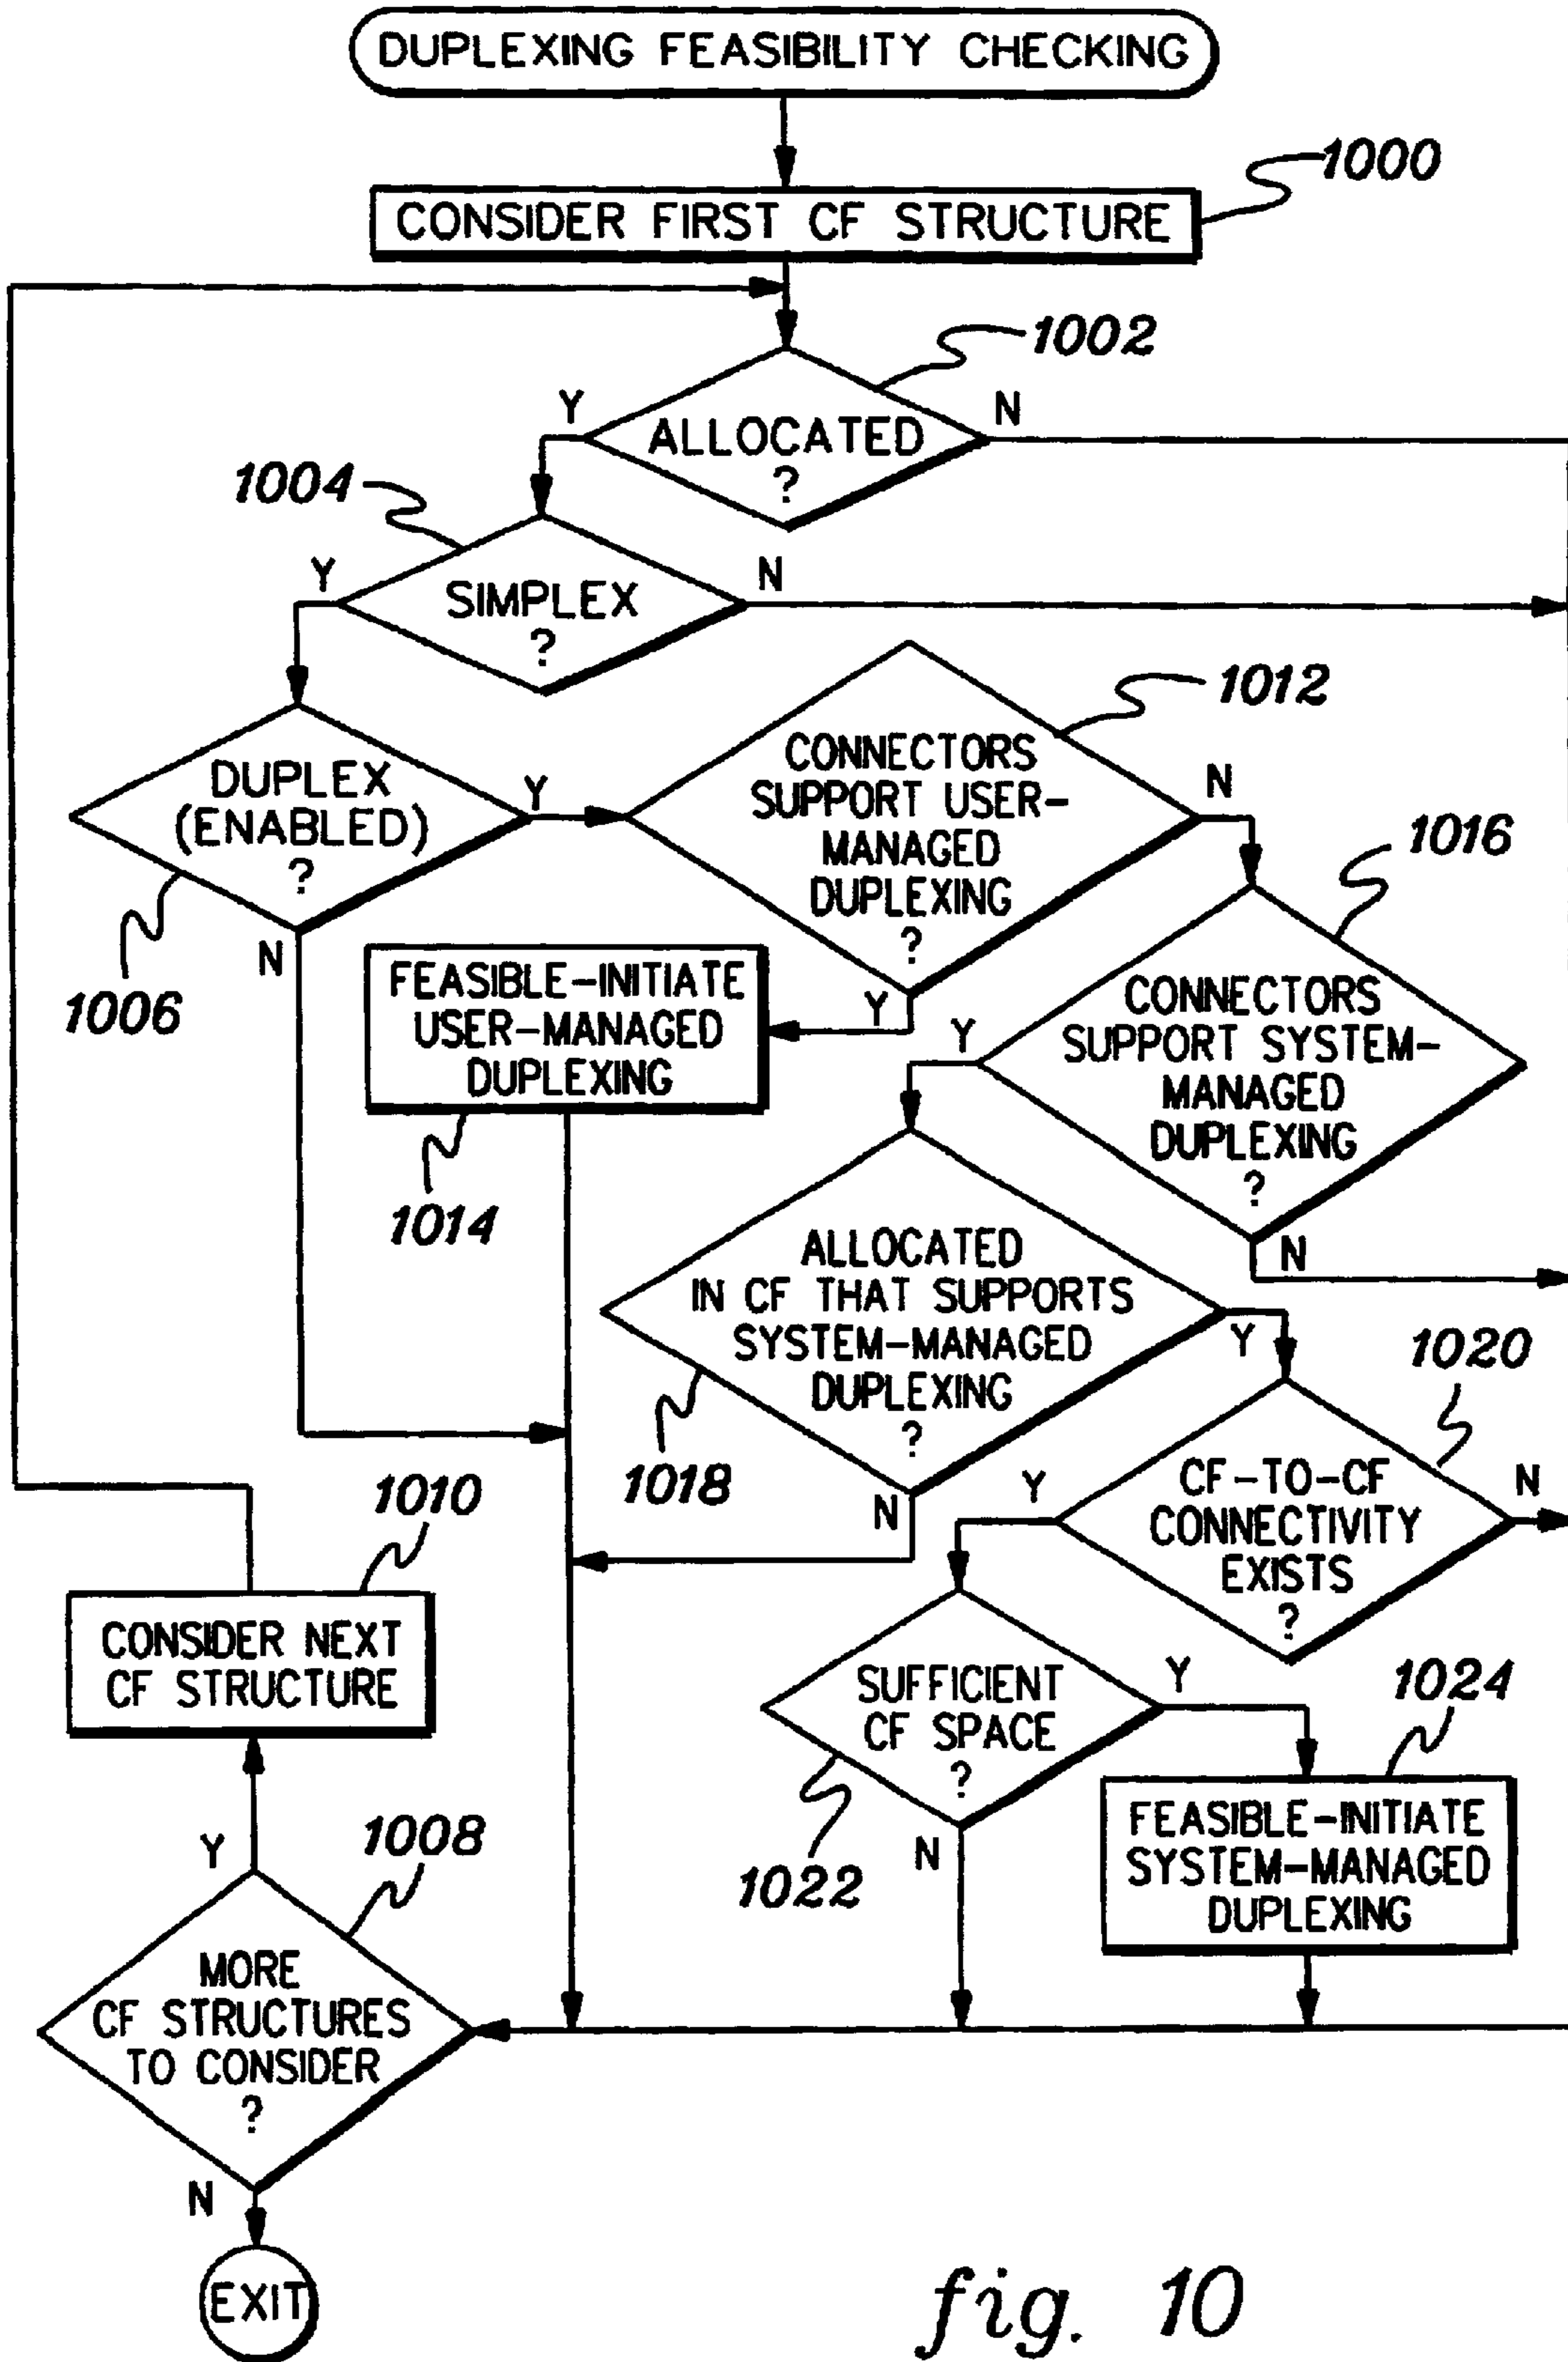 DUPLEXING FEASIBILITY CHECKING
1000
CONSIDER FIRST CF STRUCTURE
1002
Y
N
ALLOCATED
?
1004
Y
N
SIMPLEX
?
1012
DUPLEX
(ENABLED)
?
Y
N
1006
CONNECTORS
SUPPORT USER-
MANAGED
DUPLEXING
?
N
Y
1016
FEASIBLE-INITIATE
USER-MANAGED
DUPLEXING
1014
CONNECTORS
SUPPORT SYSTEM-
MANAGED
DUPLEXING
?
Y
N
ALLOCATED
IN CF THAT SUPPORTS
SYSTEM-MANAGED
DUPLEXING
?
Y
N
1018
1020
CF-TO-CF
CONNECTIVITY
EXISTS
?
Y
N
1010
CONSIDER NEXT
CF STRUCTURE
SUFFICIENT
CF SPACE
?
Y
N
1022
1024
FEASIBLE-INITIATE
SYSTEM-MANAGED
DUPLEXING
Y
1008
MORE
CF STRUCTURES
TO CONSIDER
?
N
EXIT
fig. 10